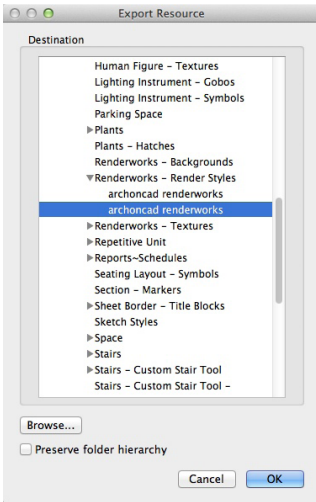 Export Resource
Destination
Human Figure – Textures
Lighting Instrument – Gobos
Lighting Instrument – Symbols
Parking Space
Plants
Plants – Hatches
Renderworks – Backgrounds
Renderworks – Render Styles
archoncad renderworks
archoncad renderworks
Renderworks – Textures
Repetitive Unit
Reports~Schedules
Seating Layout – Symbols
Section – Markers
Sheet Border – Title Blocks
Sketch Styles
Space
Stairs
Stairs – Custom Stair Tool
Stairs – Custom Stair Tool –
Browse...
Preserve folder hierarchy
Cancel
OK